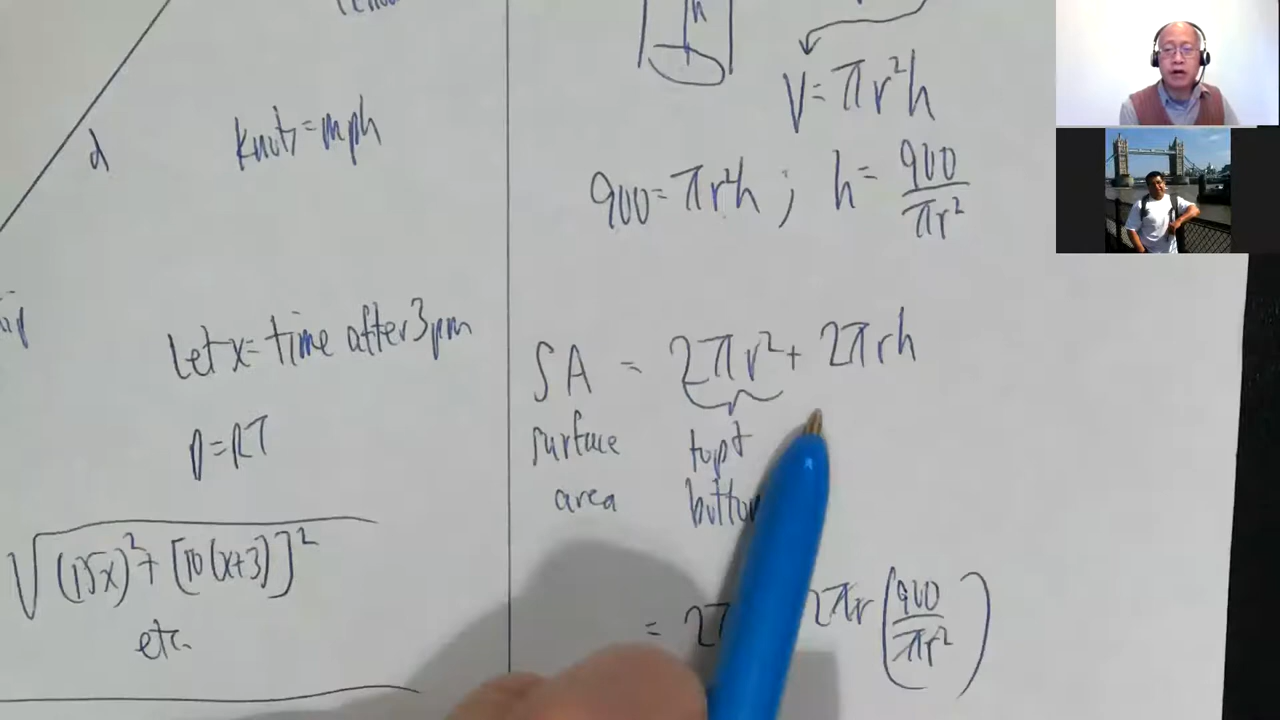 h
V = πr²h
d
knots = mph
900 = πr²h ; h = 900/πr²
let x = time after 3pm
SA = 2πr² + 2πrh
surface area
top + bottom
D = RT
√(15x)² + [10(x+3)]²
etc.
= 2π 2πr (900/πr²)